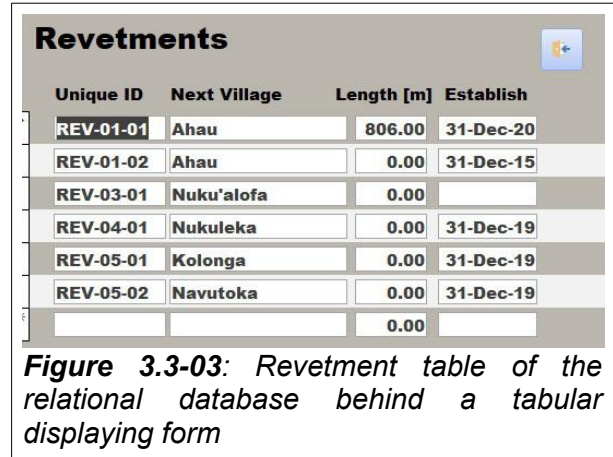 Revetments
Unique ID Next Village Length [m] Establish
REV-01-01 Ahau 806.00 31-Dec-20
REV-01-02 Ahau 0.00 31-Dec-15
REV-03-01 Nuku'alofa 0.00
REV-04-01 Nukuleka 0.00 31-Dec-19
REV-05-01 Kolonga 0.00 31-Dec-19
REV-05-02 Navutoka 0.00 31-Dec-19
0.00
Figure 3.3-03: Revetment table of the
relational database behind a tabular
displaying form